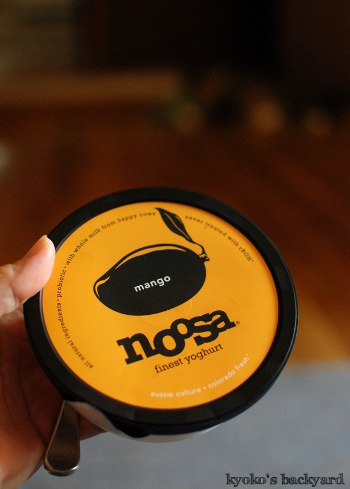 all natural ingredients • probiotic • with whole milk from happy cows never treated with rBGH*
mango
noosa®
finest yoghurt
aussie culture + colorado fresh™
kyoko's backyard